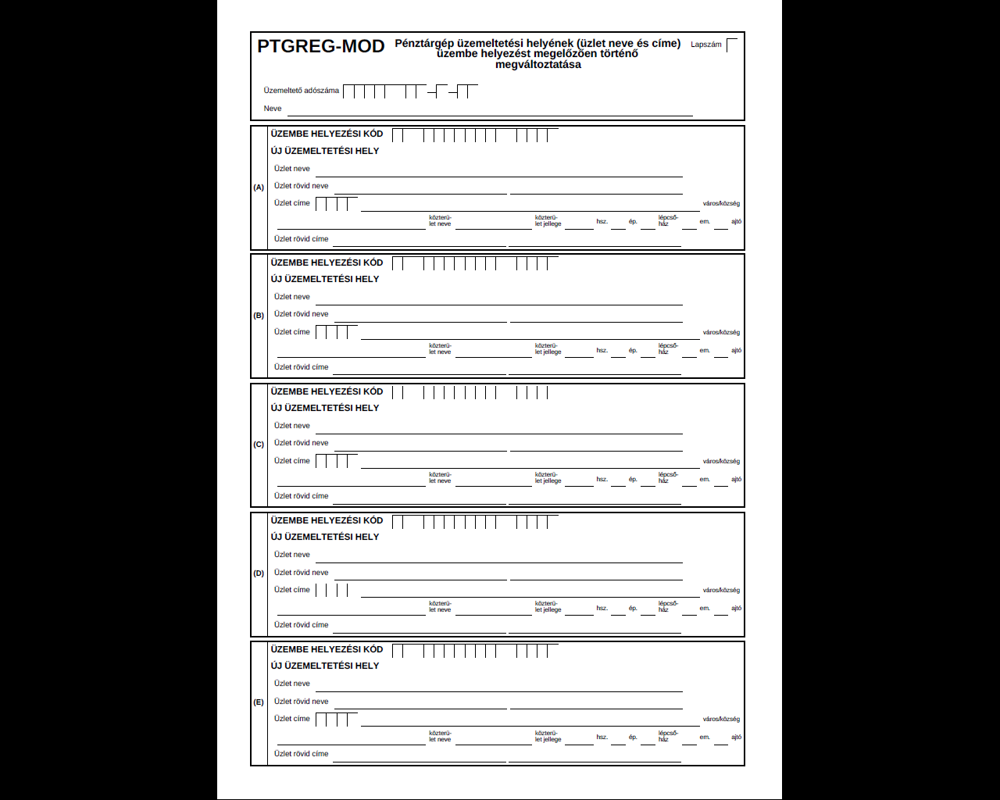 PTGREG-MOD
Pénztárgép üzemeltetési helyének (üzlet neve és címe)
üzembe helyezést megelőzően történő
megváltoztatása
Lapszám
Üzemeltető adószáma
Neve
ÜZEMBE HELYEZÉSI KÓD
ÚJ ÜZEMELTETÉSI HELY
Üzlet neve
(A)
Üzlet rövid neve
Üzlet címe
város/község
közterü-
let neve
közterü-
let jellege
hsz.
ép.
lépcső-
ház
em.
ajtó
Üzlet rövid címe
ÜZEMBE HELYEZÉSI KÓD
ÚJ ÜZEMELTETÉSI HELY
Üzlet neve
(B)
Üzlet rövid neve
Üzlet címe
város/község
közterü-
let neve
közterü-
let jellege
hsz.
ép.
lépcső-
ház
em.
ajtó
Üzlet rövid címe
ÜZEMBE HELYEZÉSI KÓD
ÚJ ÜZEMELTETÉSI HELY
Üzlet neve
(C)
Üzlet rövid neve
Üzlet címe
város/község
közterü-
let neve
közterü-
let jellege
hsz.
ép.
lépcső-
ház
em.
ajtó
Üzlet rövid címe
ÜZEMBE HELYEZÉSI KÓD
ÚJ ÜZEMELTETÉSI HELY
Üzlet neve
(D)
Üzlet rövid neve
Üzlet címe
város/község
közterü-
let neve
közterü-
let jellege
hsz.
ép.
lépcső-
ház
em.
ajtó
Üzlet rövid címe
ÜZEMBE HELYEZÉSI KÓD
ÚJ ÜZEMELTETÉSI HELY
Üzlet neve
(E)
Üzlet rövid neve
Üzlet címe
város/község
közterü-
let neve
közterü-
let jellege
hsz.
ép.
lépcső-
ház
em.
ajtó
Üzlet rövid címe